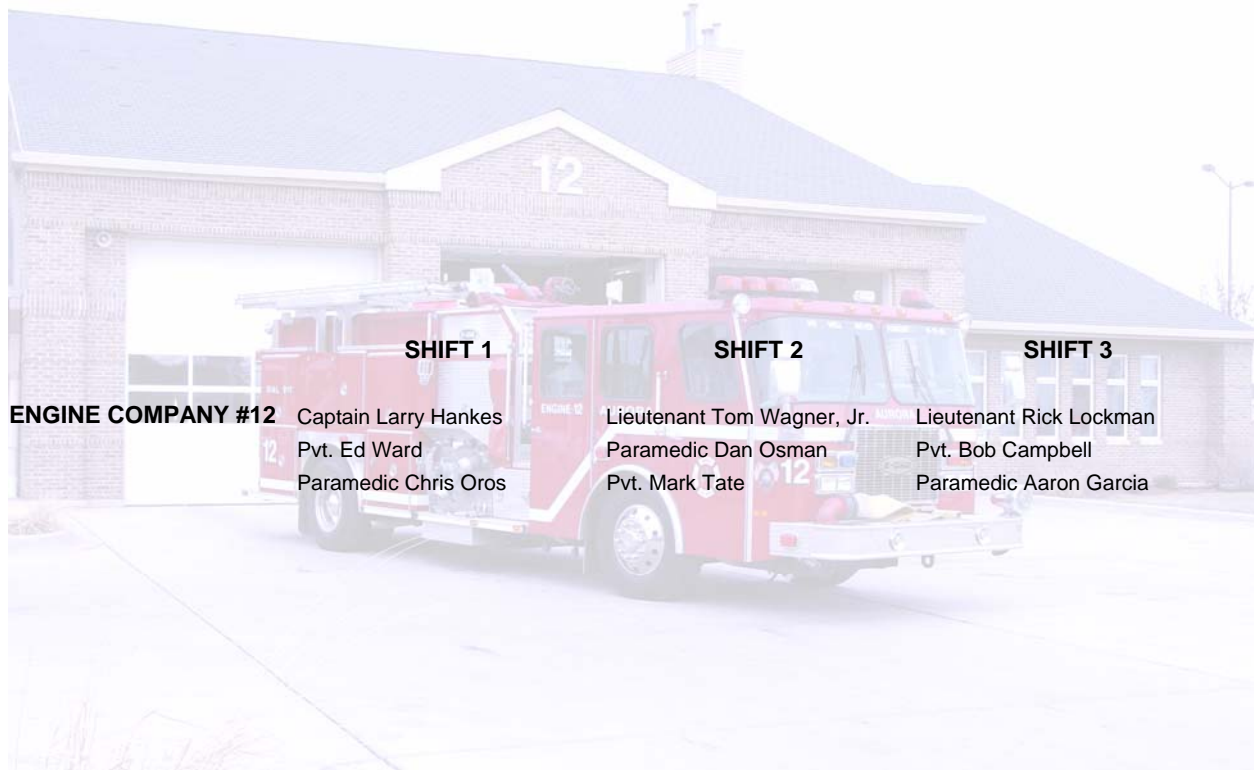 12
SHIFT 1 SHIFT 2 SHIFT 3
ENGINE COMPANY #12 Captain Larry Hankes Lieutenant Tom Wagner, Jr. Lieutenant Rick Lockman
Pvt. Ed Ward Paramedic Dan Osman Pvt. Bob Campbell
Paramedic Chris Oros Pvt. Mark Tate Paramedic Aaron Garcia
ENGINE 12
AURORA
12
12